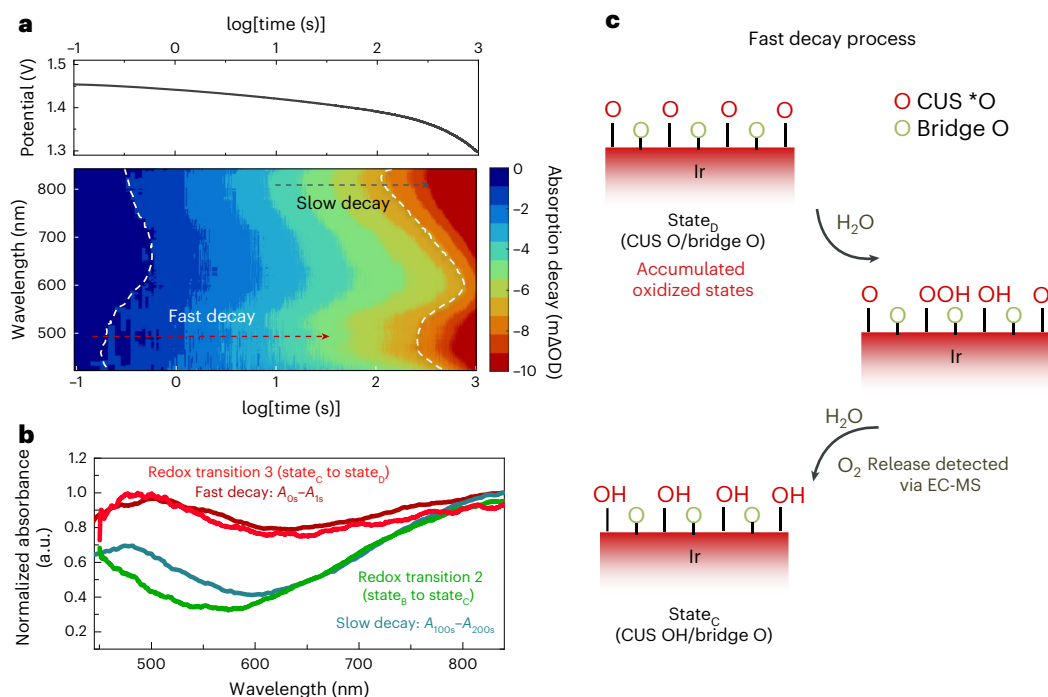 a
log[time (s)]
−1 0 1 2 3
Potential (V)
1.5
1.4
1.3
Wavelength (nm)
800
700
600
500
Slow decay
Fast decay
−1 0 1 2 3
log[time (s)]
0
−2
−4
−6
−8
−10
Absorption decay (mΔOD)
b
Normalized absorbance
(a.u.)
1.2
1.0
0.8
0.6
0.4
0.2
Redox transition 3 (state_C to state_D)
Fast decay: A_0s–A_1s
Redox transition 2
(state_B to state_C)
Slow decay: A_100s–A_200s
500 600 700 800
Wavelength (nm)
c
Fast decay process
O CUS *O
O Bridge O
O O O O
O O O
Ir
State_D
(CUS O/bridge O)
Accumulated
oxidized states
H₂O
O OOH OH O
O O O
Ir
H₂O
O₂ Release detected
via EC-MS
OH OH OH OH
O O O
Ir
State_C
(CUS OH/bridge O)